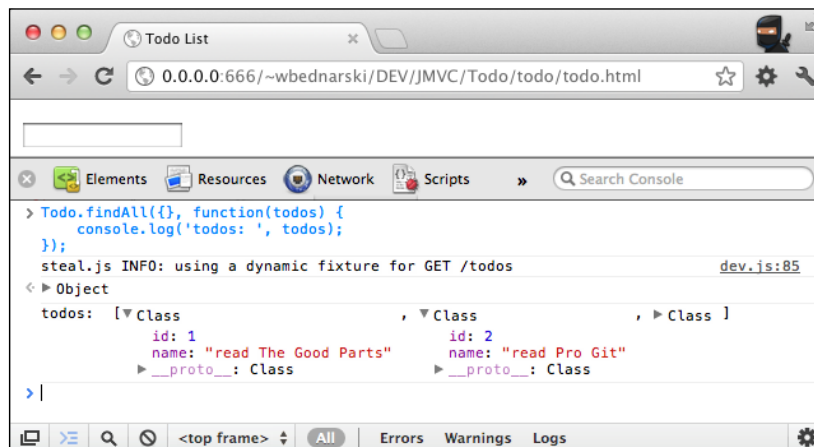 Todo List
0.0.0.0:666/~wbednarski/DEV/JMVC/Todo/todo/todo.html
Elements Resources Network Scripts » Search Console
> Todo.findAll({}, function(todos) {
console.log('todos: ', todos);
});
steal.js INFO: using a dynamic fixture for GET /todos dev.js:85
Object
todos: [▼Class , ▼Class , ▶Class ]
id: 1 id: 2
name: "read The Good Parts" name: "read Pro Git"
▶__proto__: Class ▶__proto__: Class
>
<top frame> All Errors Warnings Logs